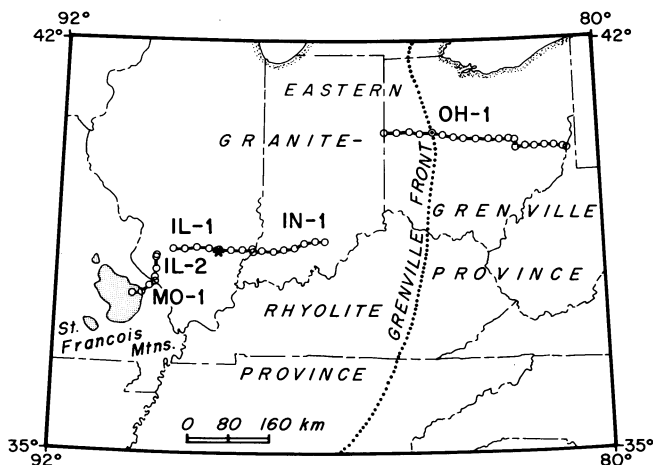 92° 80°
42° 42°
EASTERN
OH-1
GRANITE-
GRENVILLE FRONT
IL-1 IN-1
GRENVILLE
IL-2
PROVINCE
MO-1
RHYOLITE
St.
Francois
Mtns.
PROVINCE
0 80 160 km
35° 35°
92° 80°